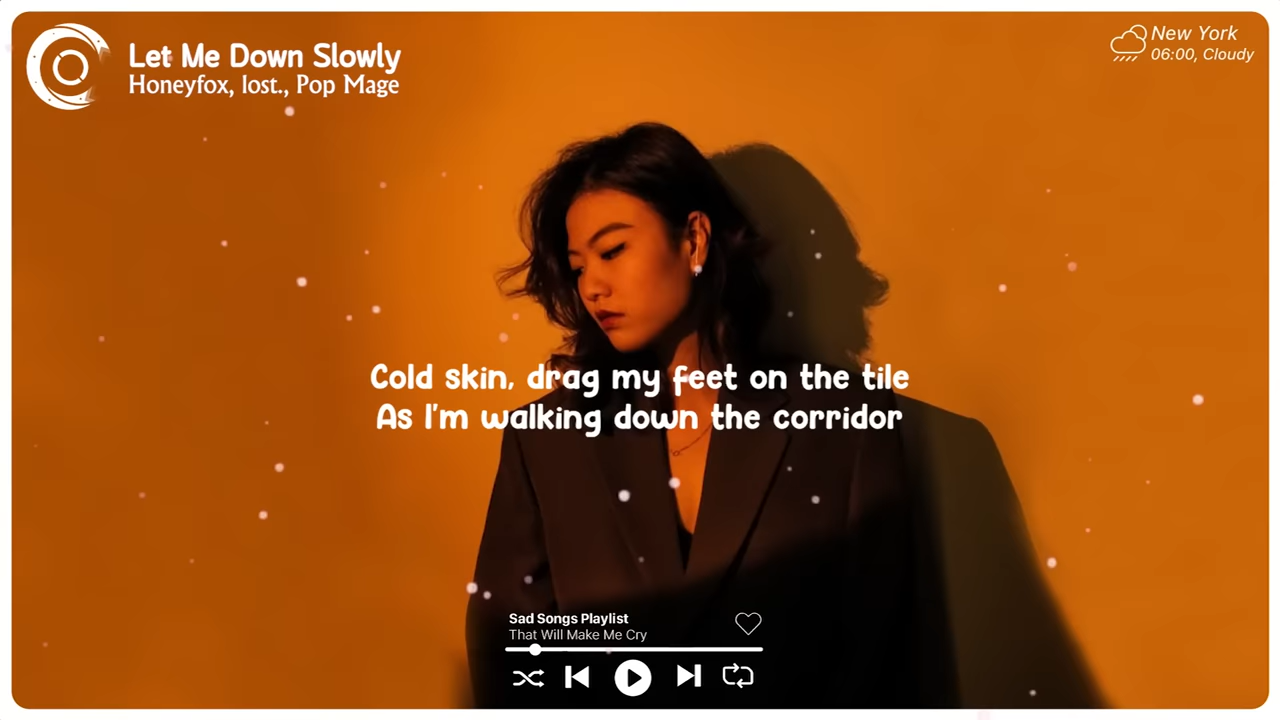 Let Me Down Slowly
Honeyfox, lost., Pop Mage
New York
06:00, Cloudy
Cold skin, drag my feet on the tile
As I'm walking down the corridor
Sad Songs Playlist
That Will Make Me Cry